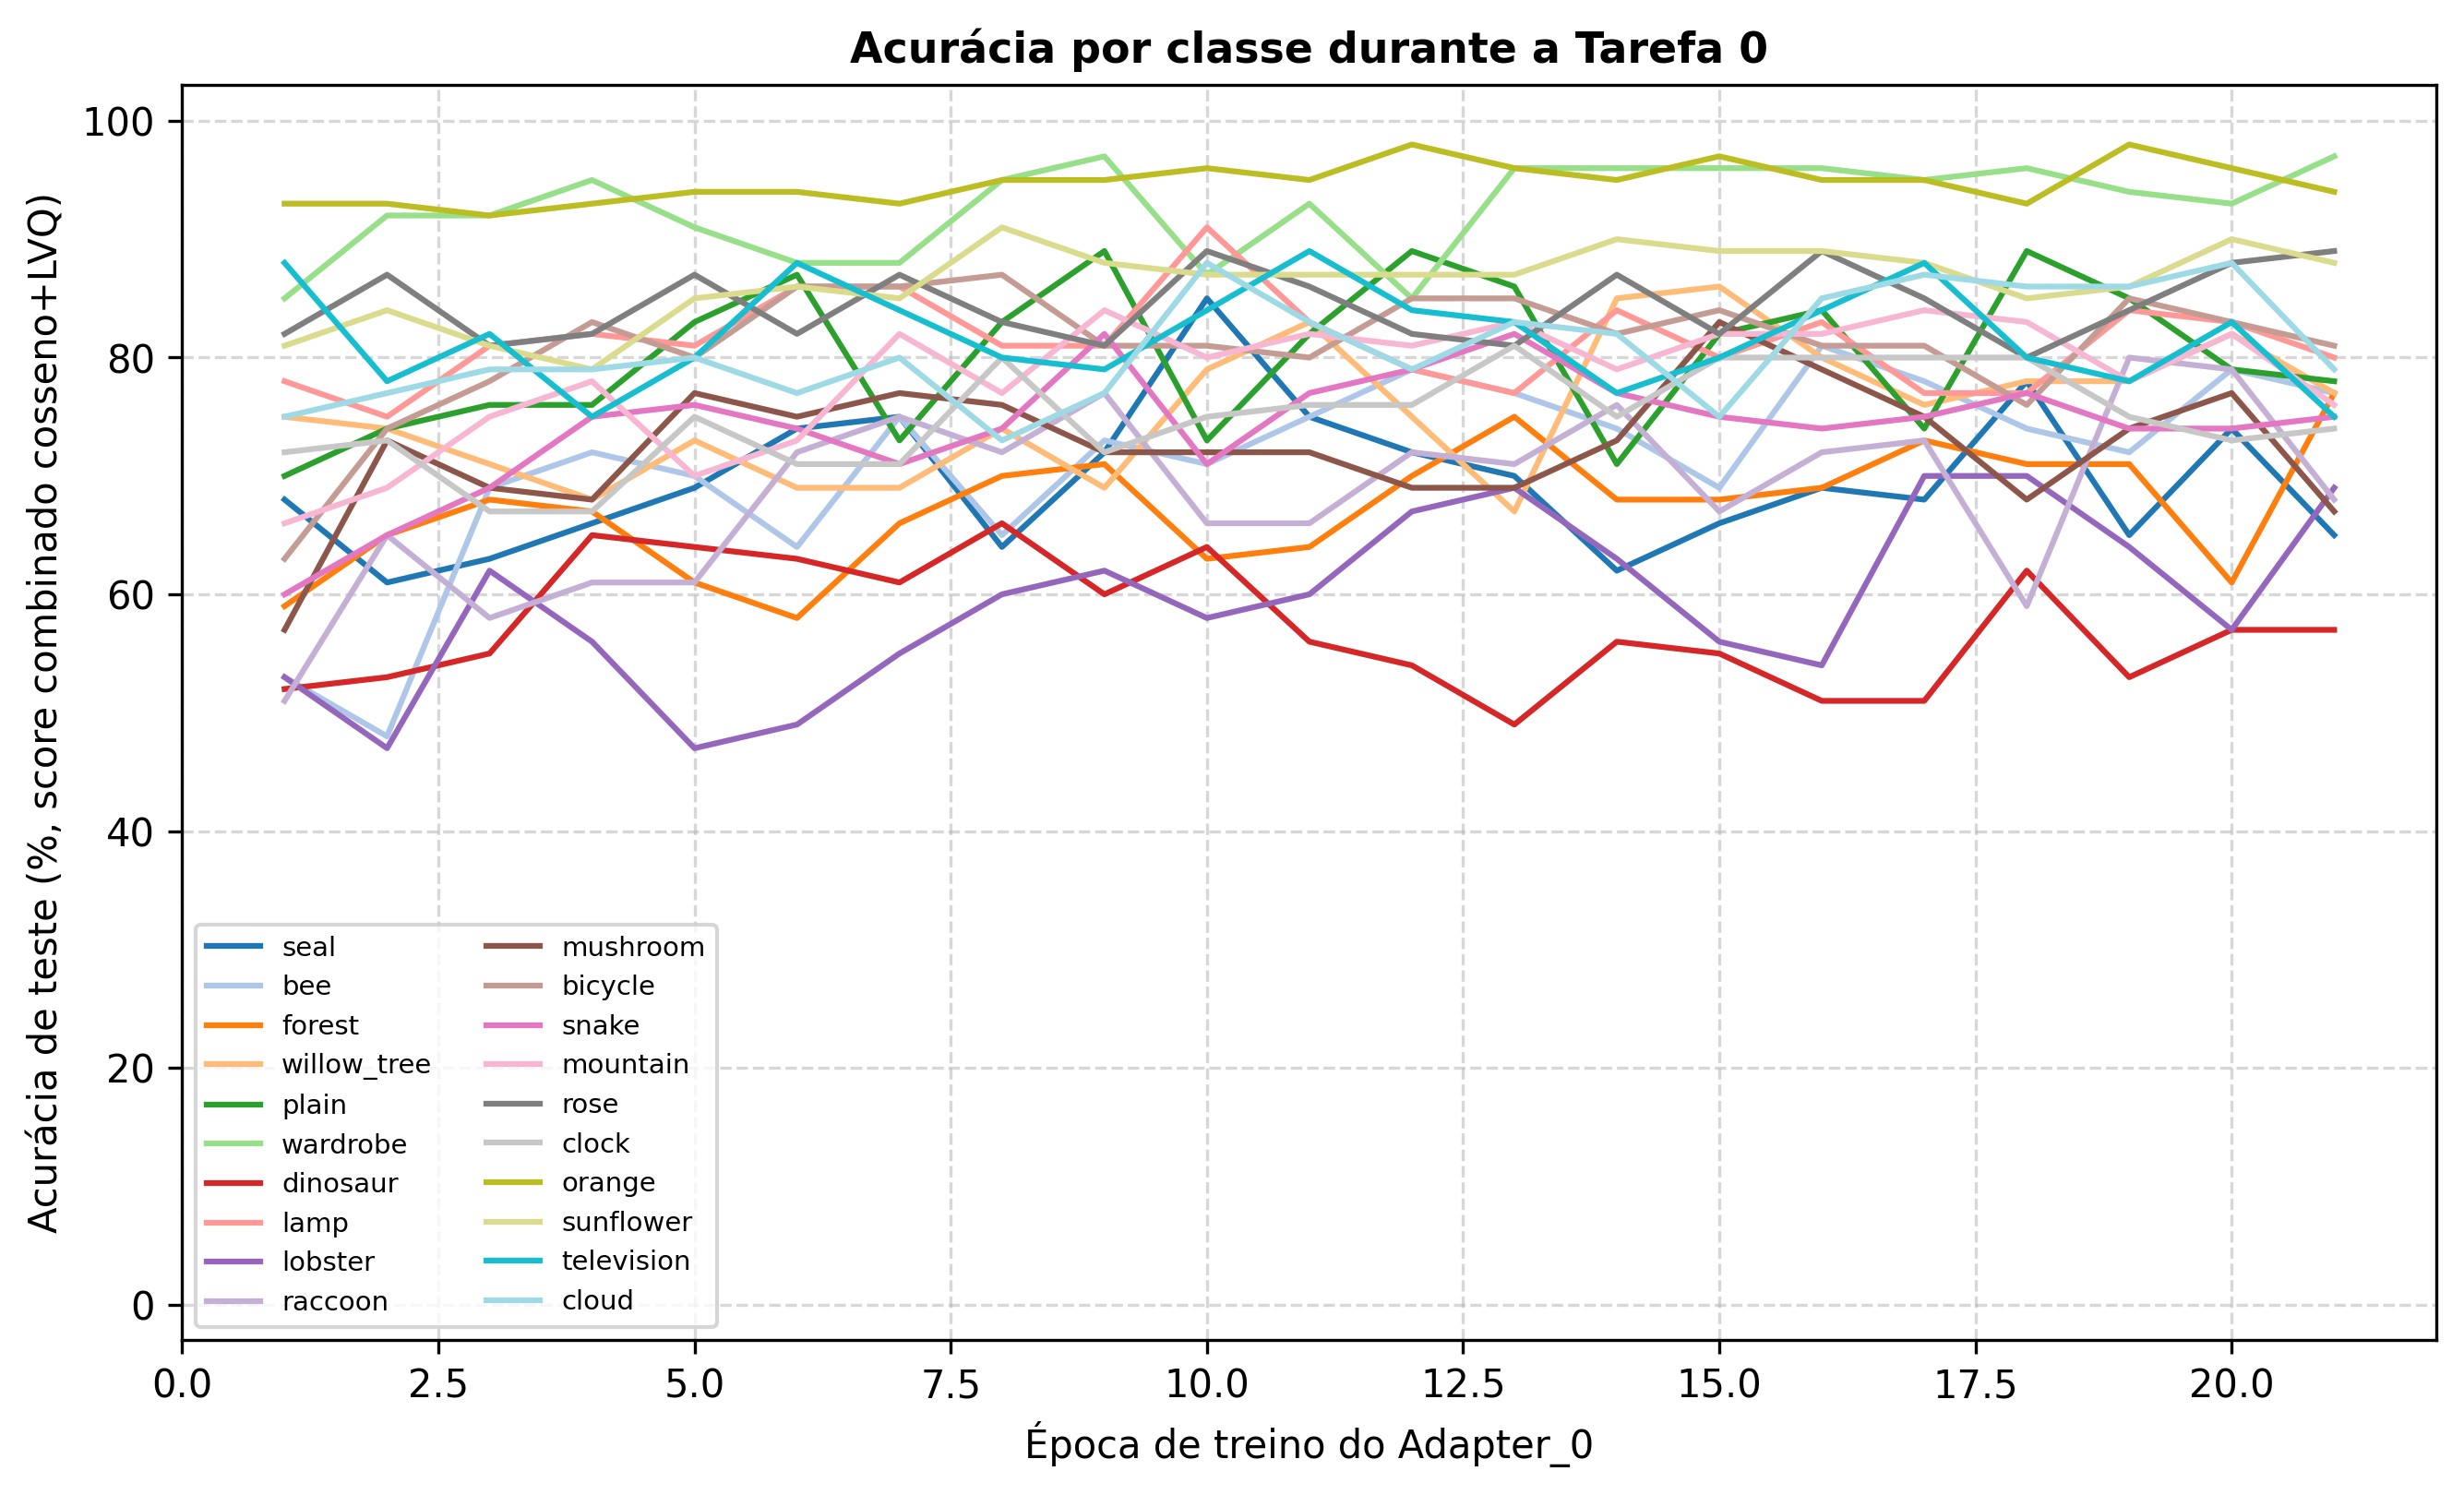 Acurácia por classe durante a Tarefa 0
Acurácia de teste (%, score combinado cosseno+LVQ)
100
80
60
40
20
0
seal
bee
forest
willow_tree
plain
wardrobe
dinosaur
lamp
lobster
raccoon
mushroom
bicycle
snake
mountain
rose
clock
orange
sunflower
television
cloud
0.0 2.5 5.0 7.5 10.0 12.5 15.0 17.5 20.0
Época de treino do Adapter_0